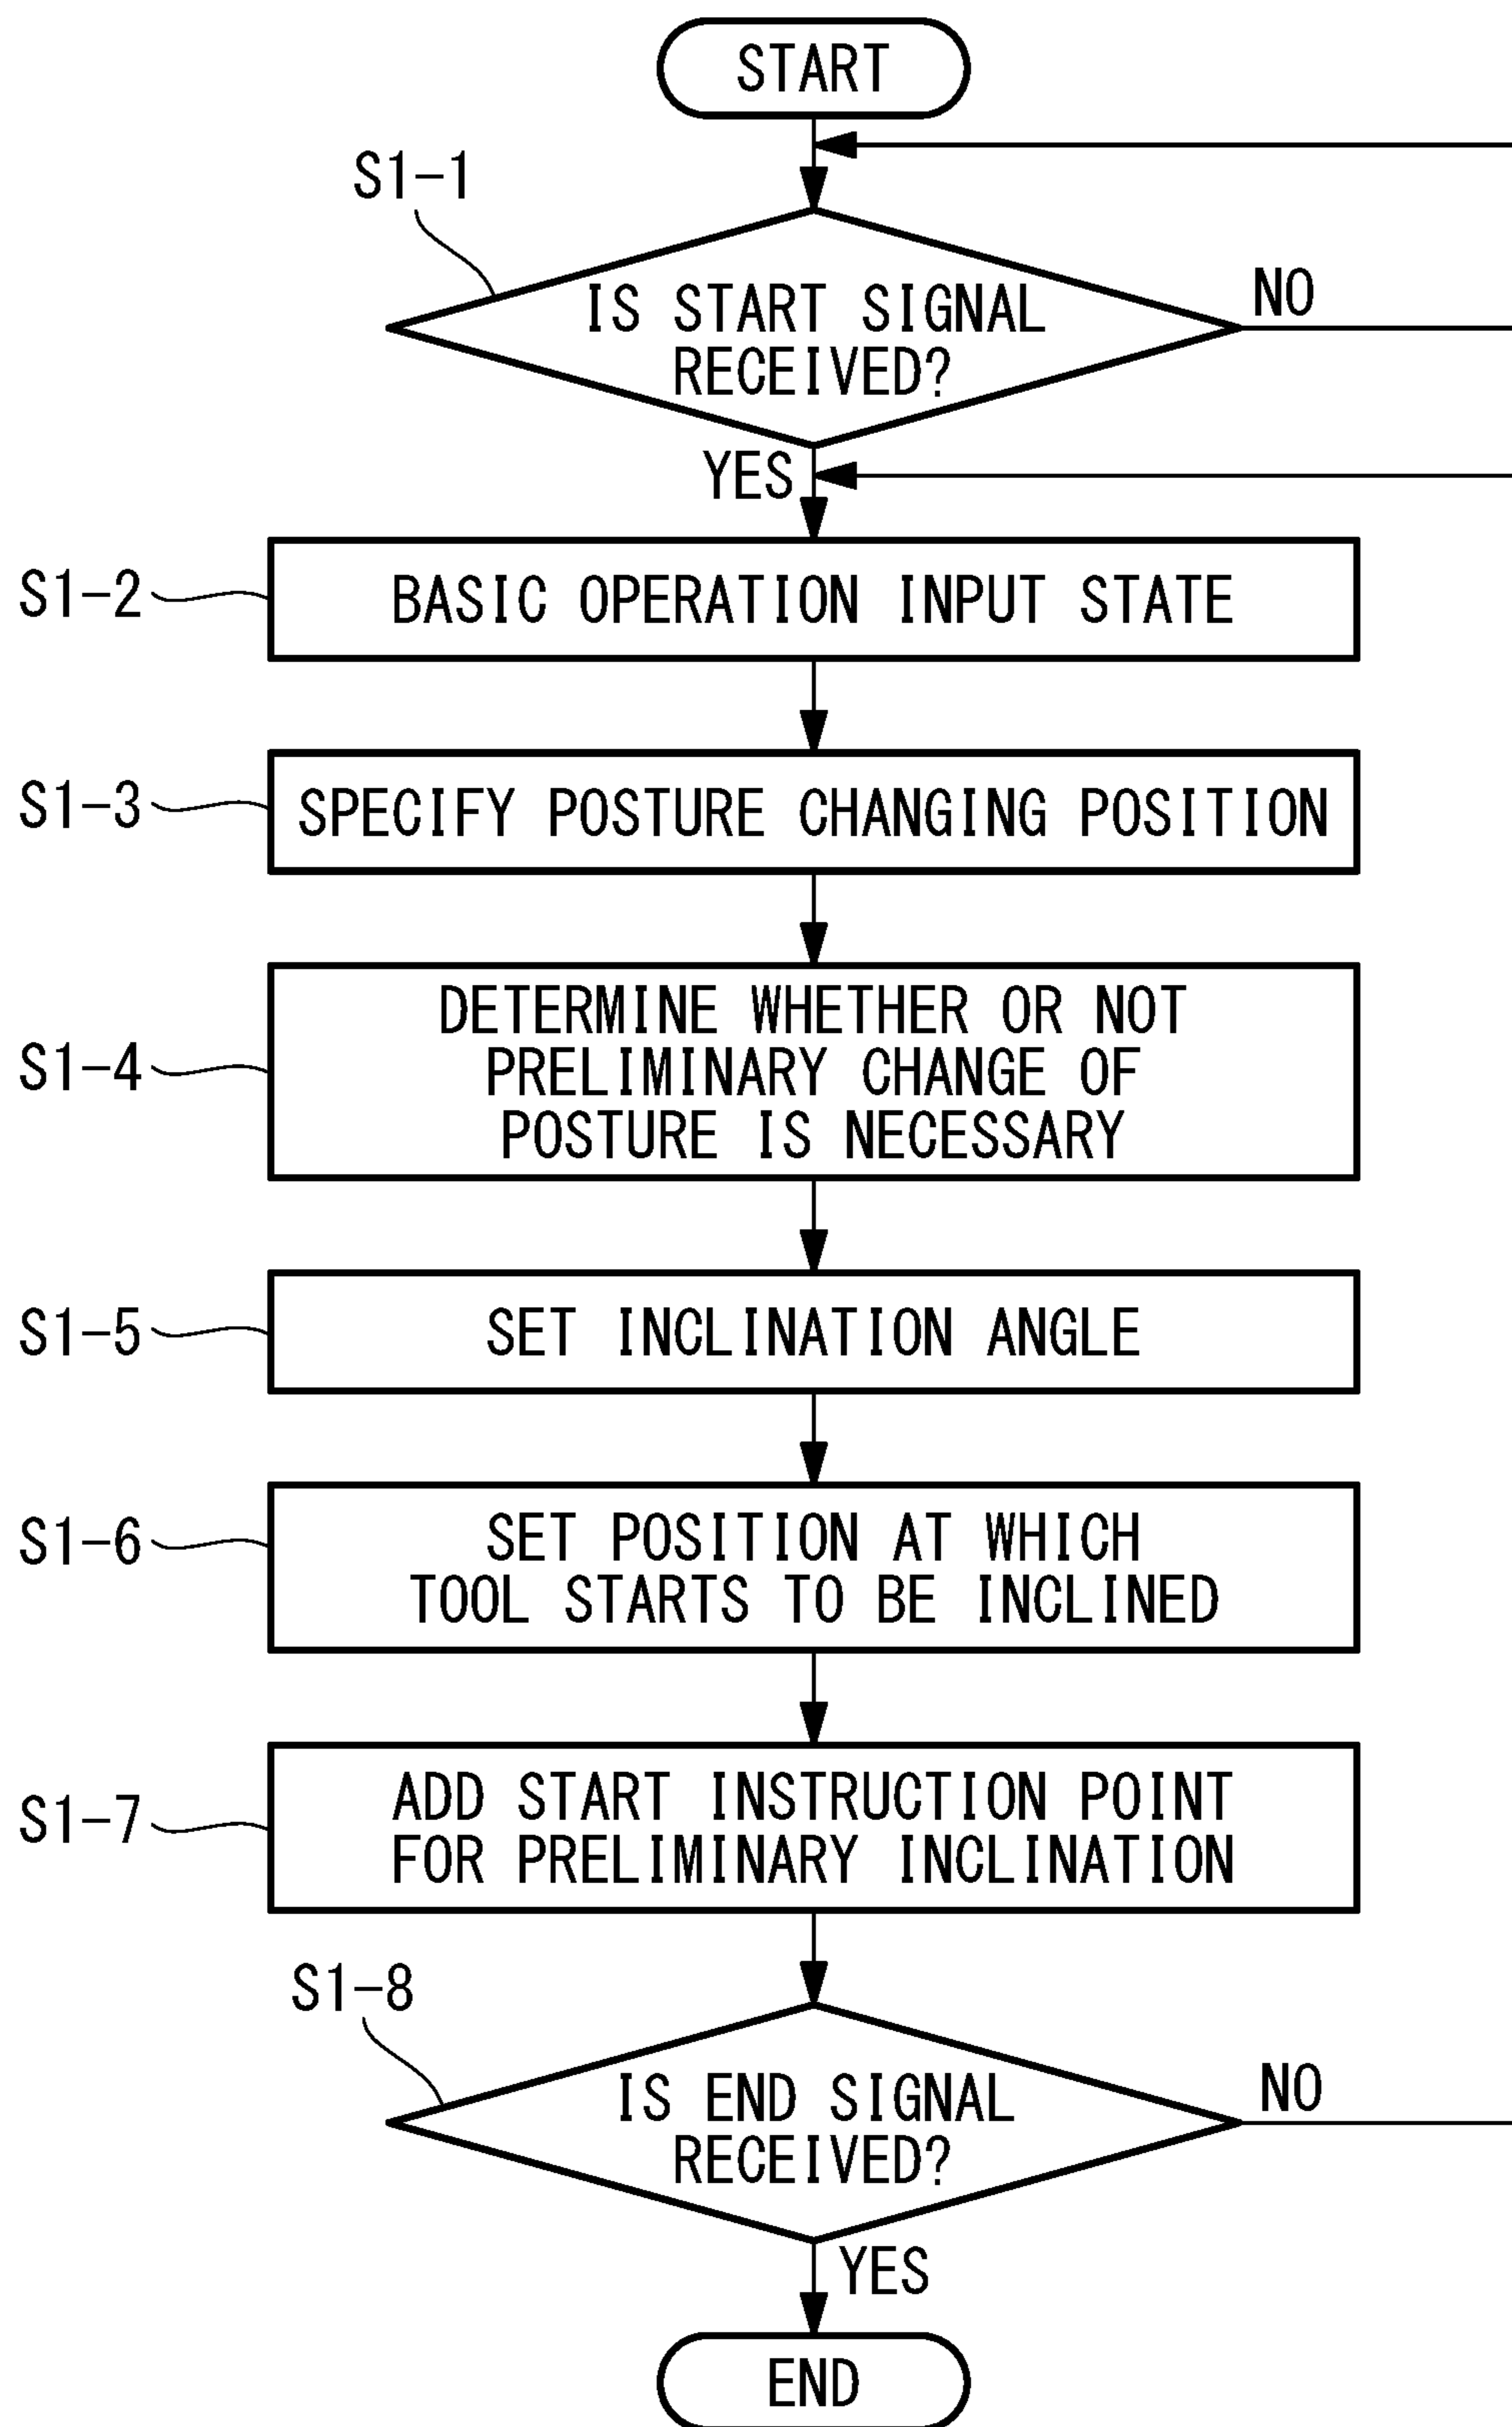 START
S1-1
IS START SIGNAL
RECEIVED?
NO
YES
S1-2
BASIC OPERATION INPUT STATE
S1-3
SPECIFY POSTURE CHANGING POSITION
S1-4
DETERMINE WHETHER OR NOT
PRELIMINARY CHANGE OF
POSTURE IS NECESSARY
S1-5
SET INCLINATION ANGLE
S1-6
SET POSITION AT WHICH
TOOL STARTS TO BE INCLINED
S1-7
ADD START INSTRUCTION POINT
FOR PRELIMINARY INCLINATION
S1-8
IS END SIGNAL
RECEIVED?
NO
YES
END